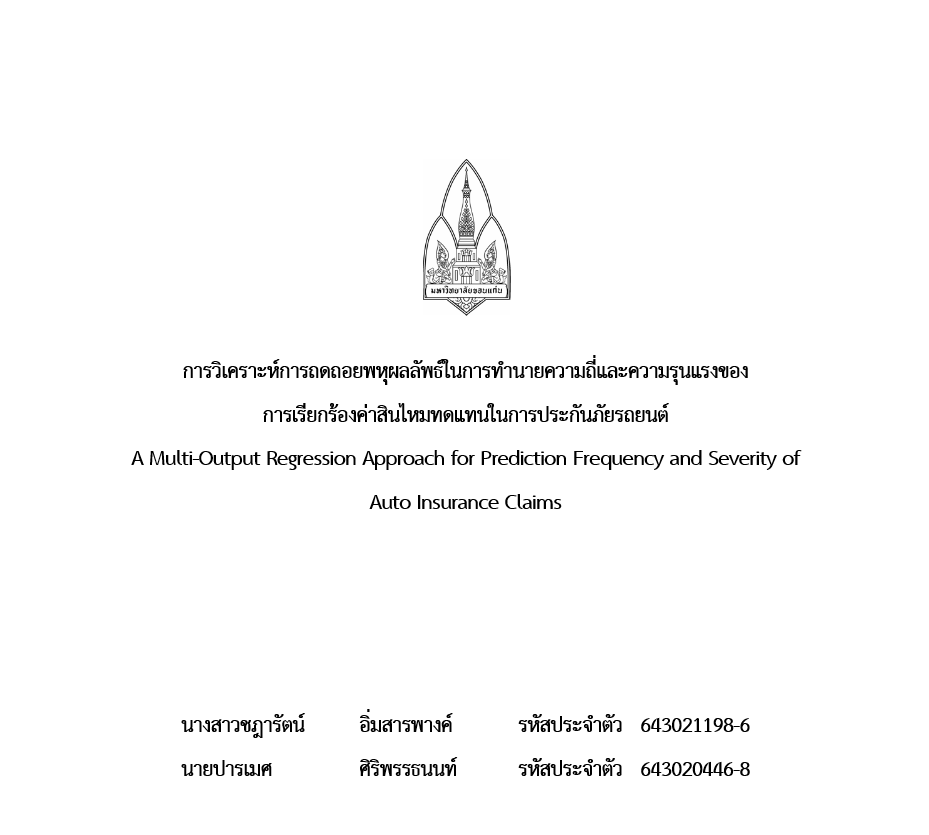 มหาวิทยาลัยขอนแก่น
การวิเคราะห์การถดถอยพหุผลลัพธ์ในการทำนายความถี่และความรุนแรงของ
การเรียกร้องค่าสินไหมทดแทนในการประกันภัยรถยนต์
A Multi-Output Regression Approach for Prediction Frequency and Severity of
Auto Insurance Claims
นางสาวชฎารัตน์ อิ่มสารพางค์ รหัสประจำตัว 643021198-6
นายปารเมศ ศิริพรรธนนท์ รหัสประจำตัว 643020446-8